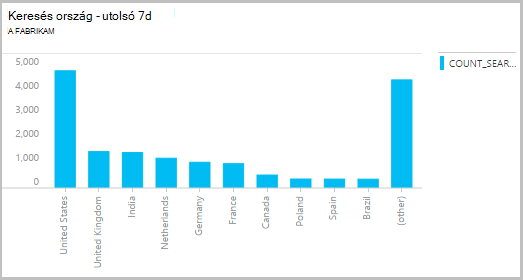 Keresés ország - utolsó 7d
A FABRIKAM
5,000
4,000
3,000
2,000
1,000
0
United States
United Kingdom
India
Netherlands
Germany
France
Canada
Poland
Spain
Brazil
(other)
COUNT_SEAR...